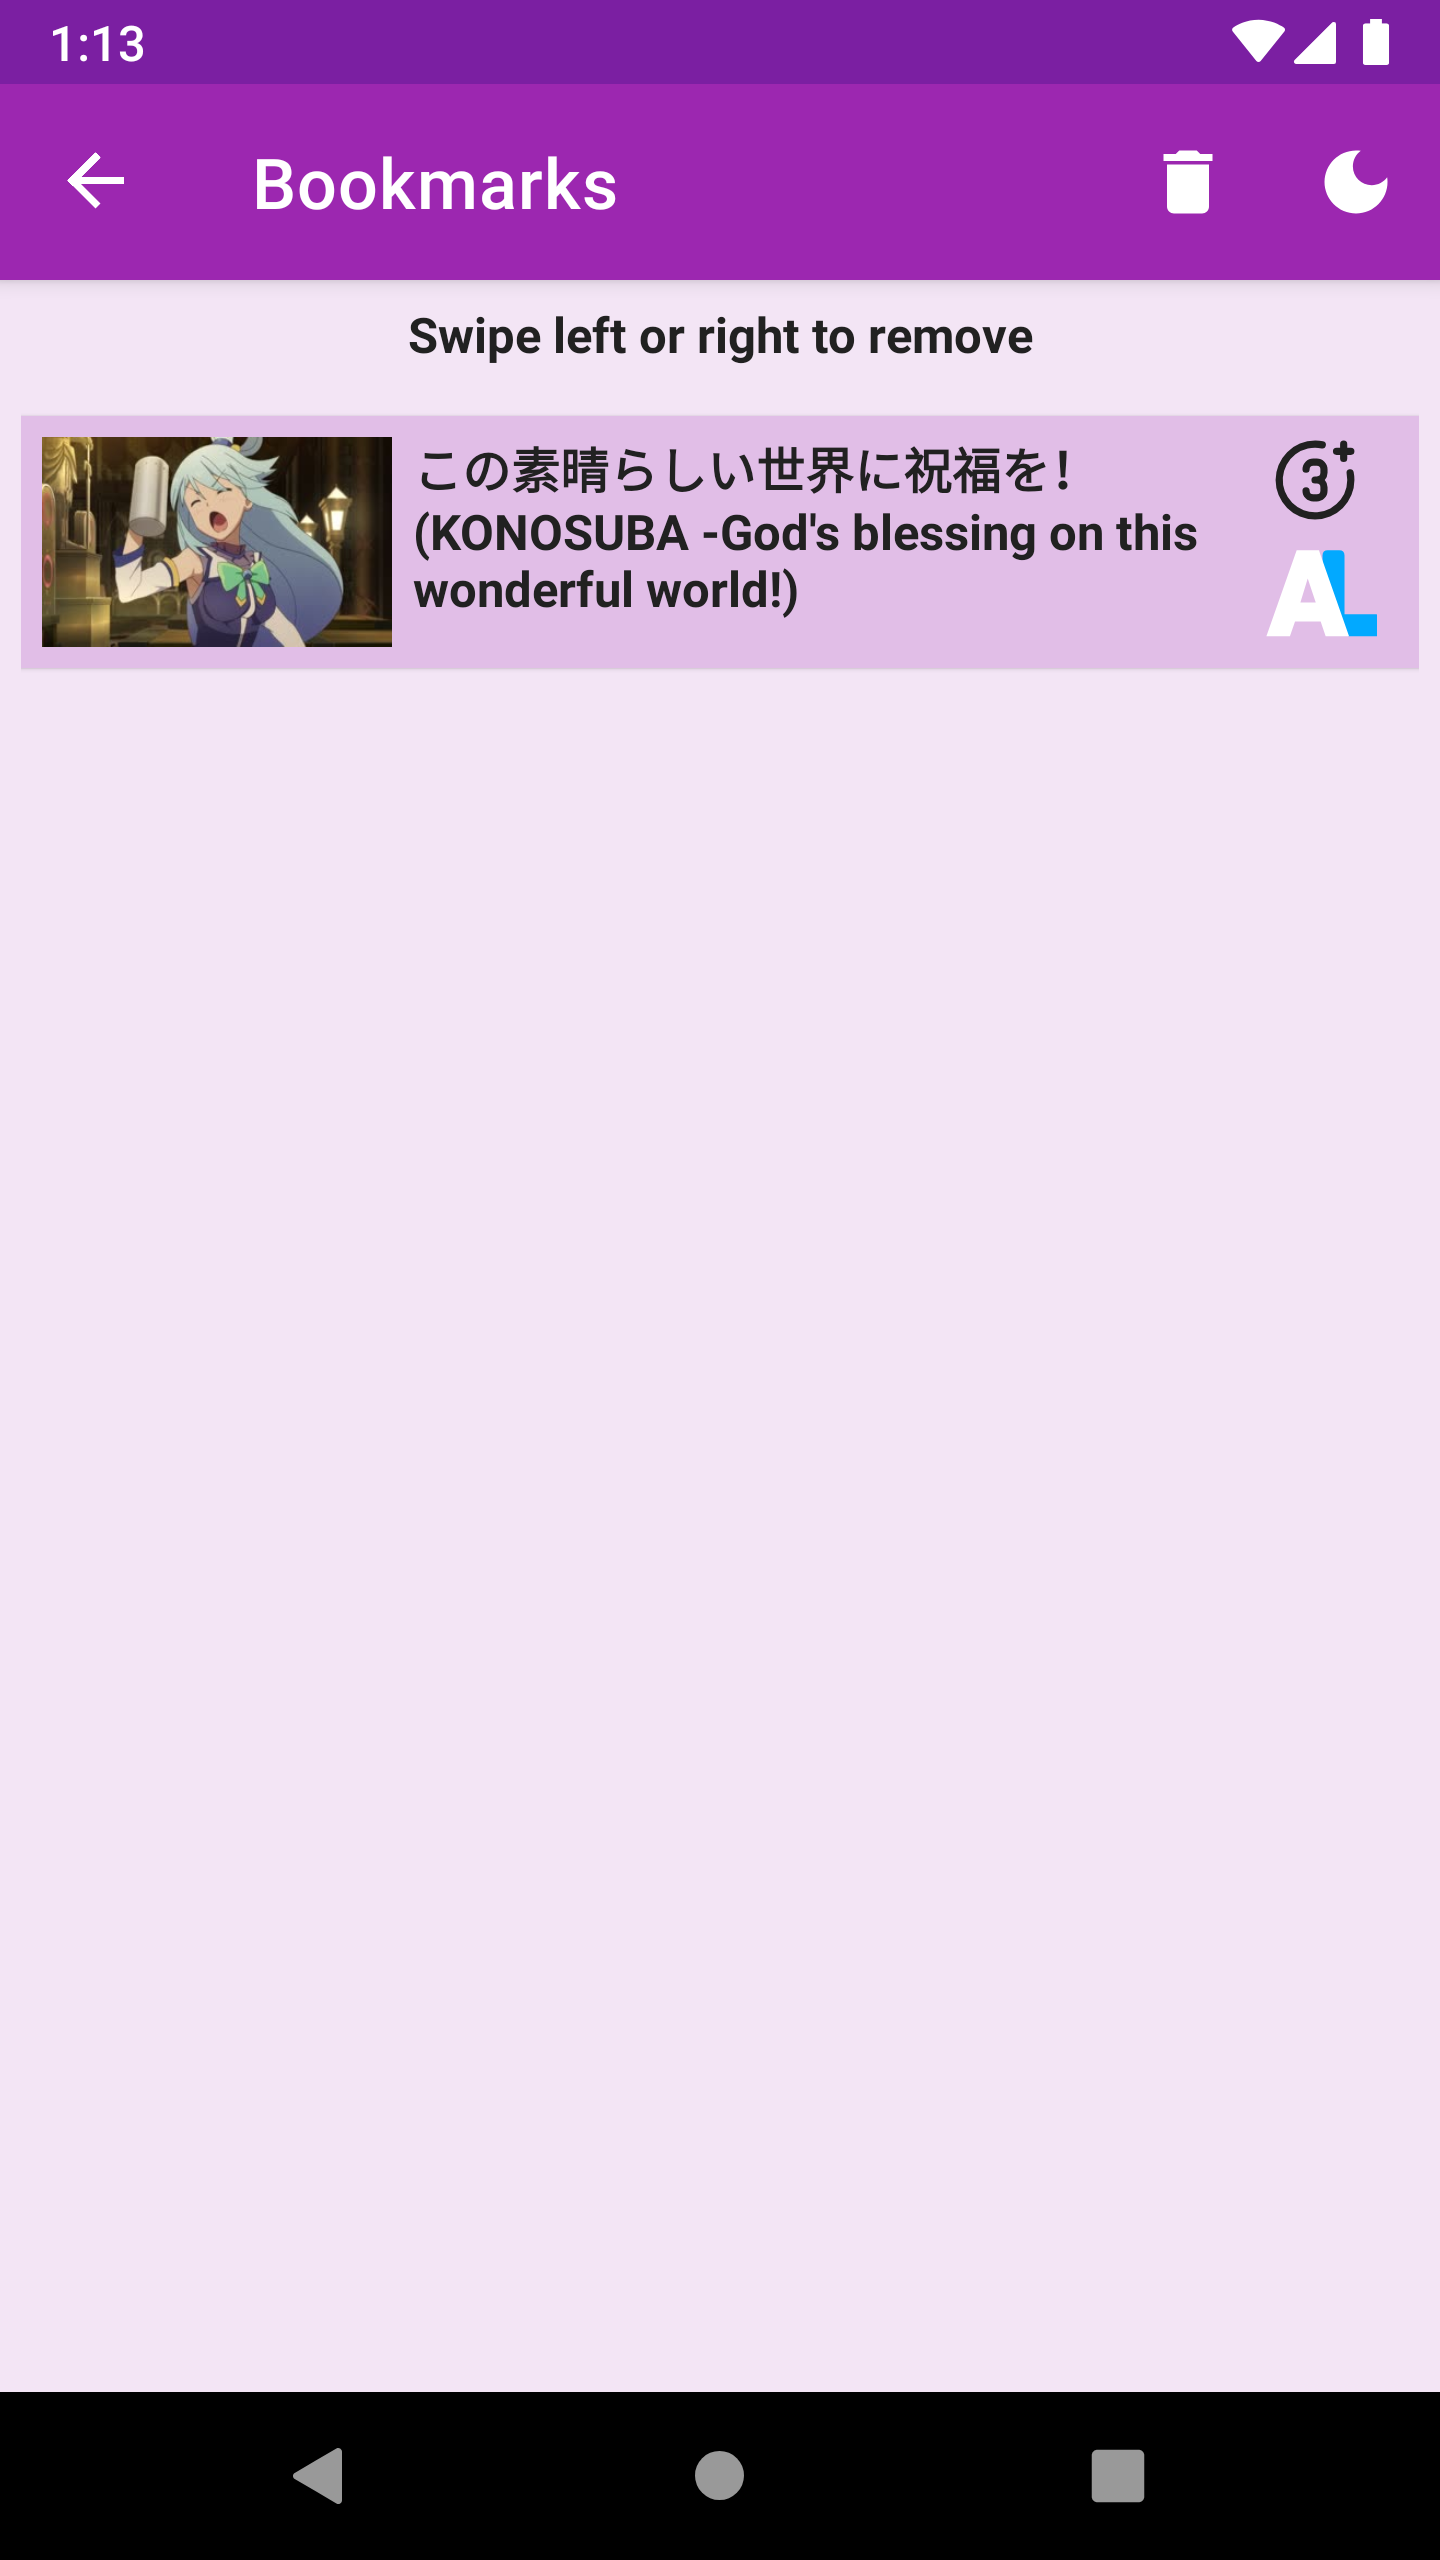 1:13
Bookmarks
Swipe left or right to remove
この素晴らしい世界に祝福を!
(KONOSUBA -God's blessing on this
wonderful world!)
3+
AL